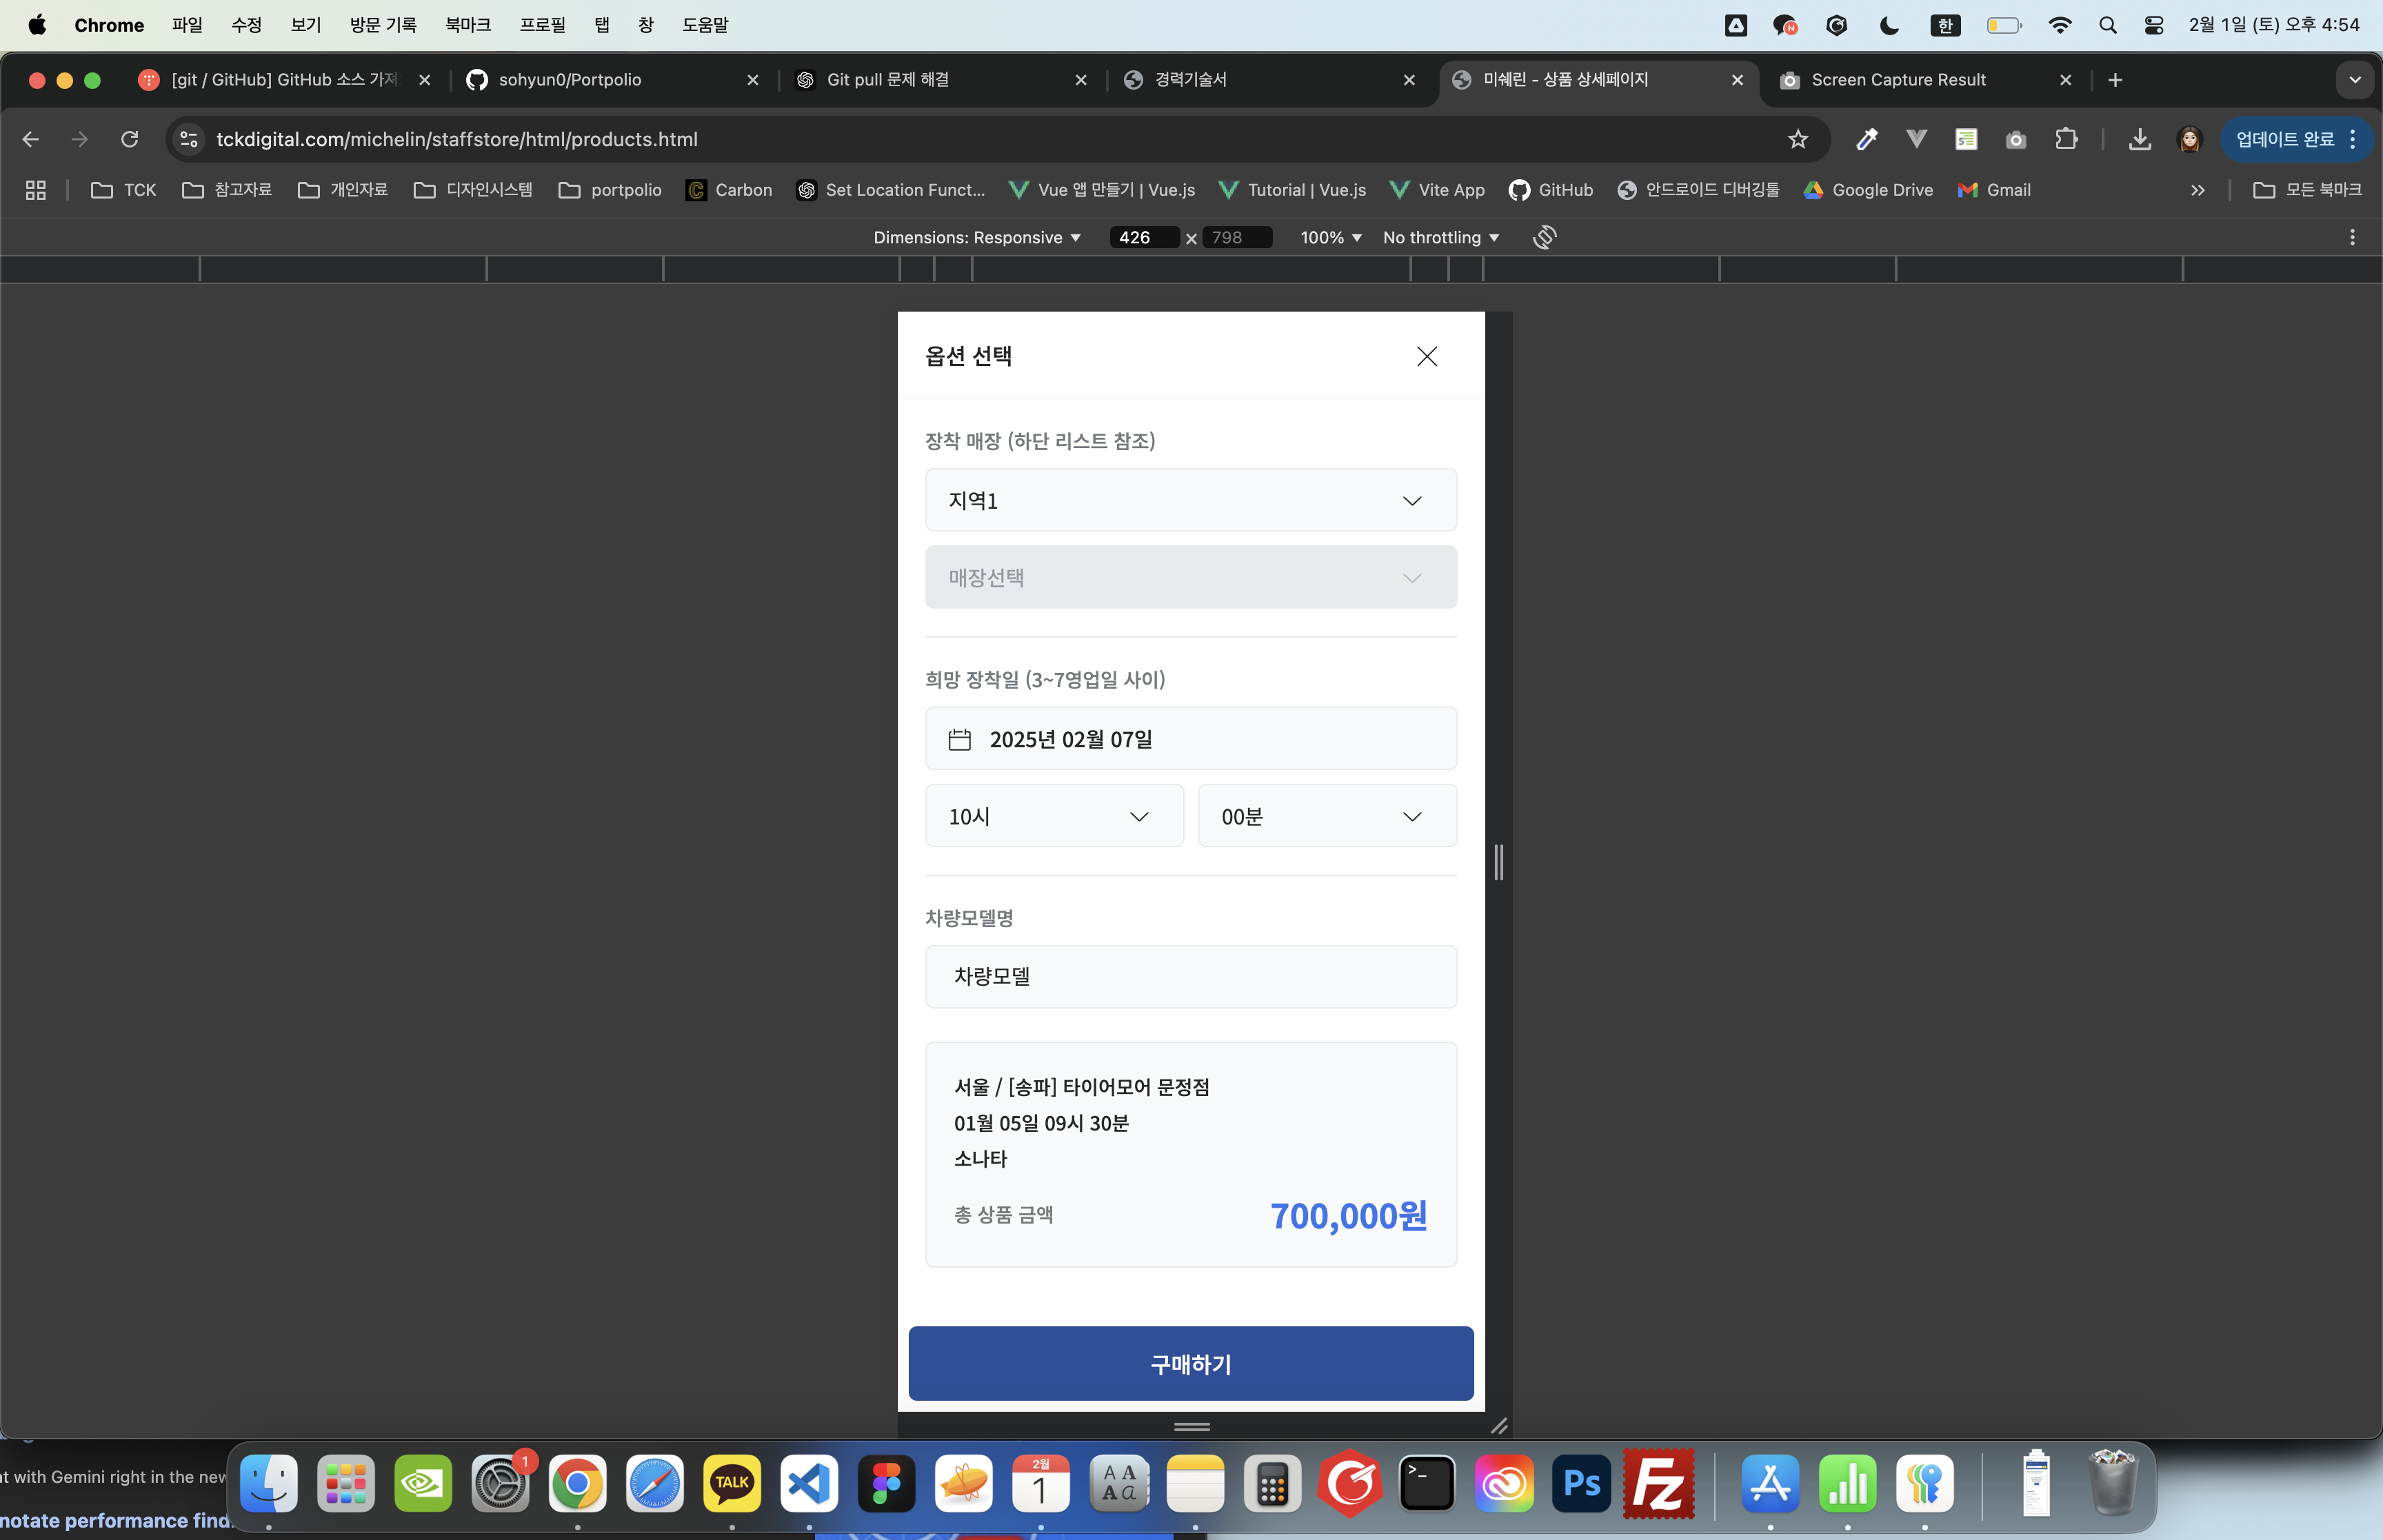 Chrome 파일 수정 보기 방문 기록 북마크 프로필 탭 창 도움말
한 2월 1일 (토) 오후 4:54
[git / GitHub] GitHub 소스 가져
sohyun0/Portpolio
Git pull 문제 해결
경력기술서
미쉐린 - 상품 상세페이지
Screen Capture Result
tckdigital.com/michelin/staffstore/html/products.html
업데이트 완료
TCK 참고자료 개인자료 디자인시스템 portpolio Carbon Set Location Funct... Vue 앱 만들기 | Vue.js Tutorial | Vue.js Vite App GitHub 안드로이드 디버깅툴 Google Drive Gmail 모든 북마크
Dimensions: Responsive 426 x 798 100% No throttling
옵션 선택
장착 매장 (하단 리스트 참조)
지역1
매장선택
희망 장착일 (3~7영업일 사이)
2025년 02월 07일
10시 00분
차량모델명
차량모델
서울 / [송파] 타이어모어 문정점
01월 05일 09시 30분
소나타
총 상품 금액 700,000원
구매하기
t with Gemini right in the new
notate performance find
1
TALK
2월
1
A A
A a
Ps
Fz